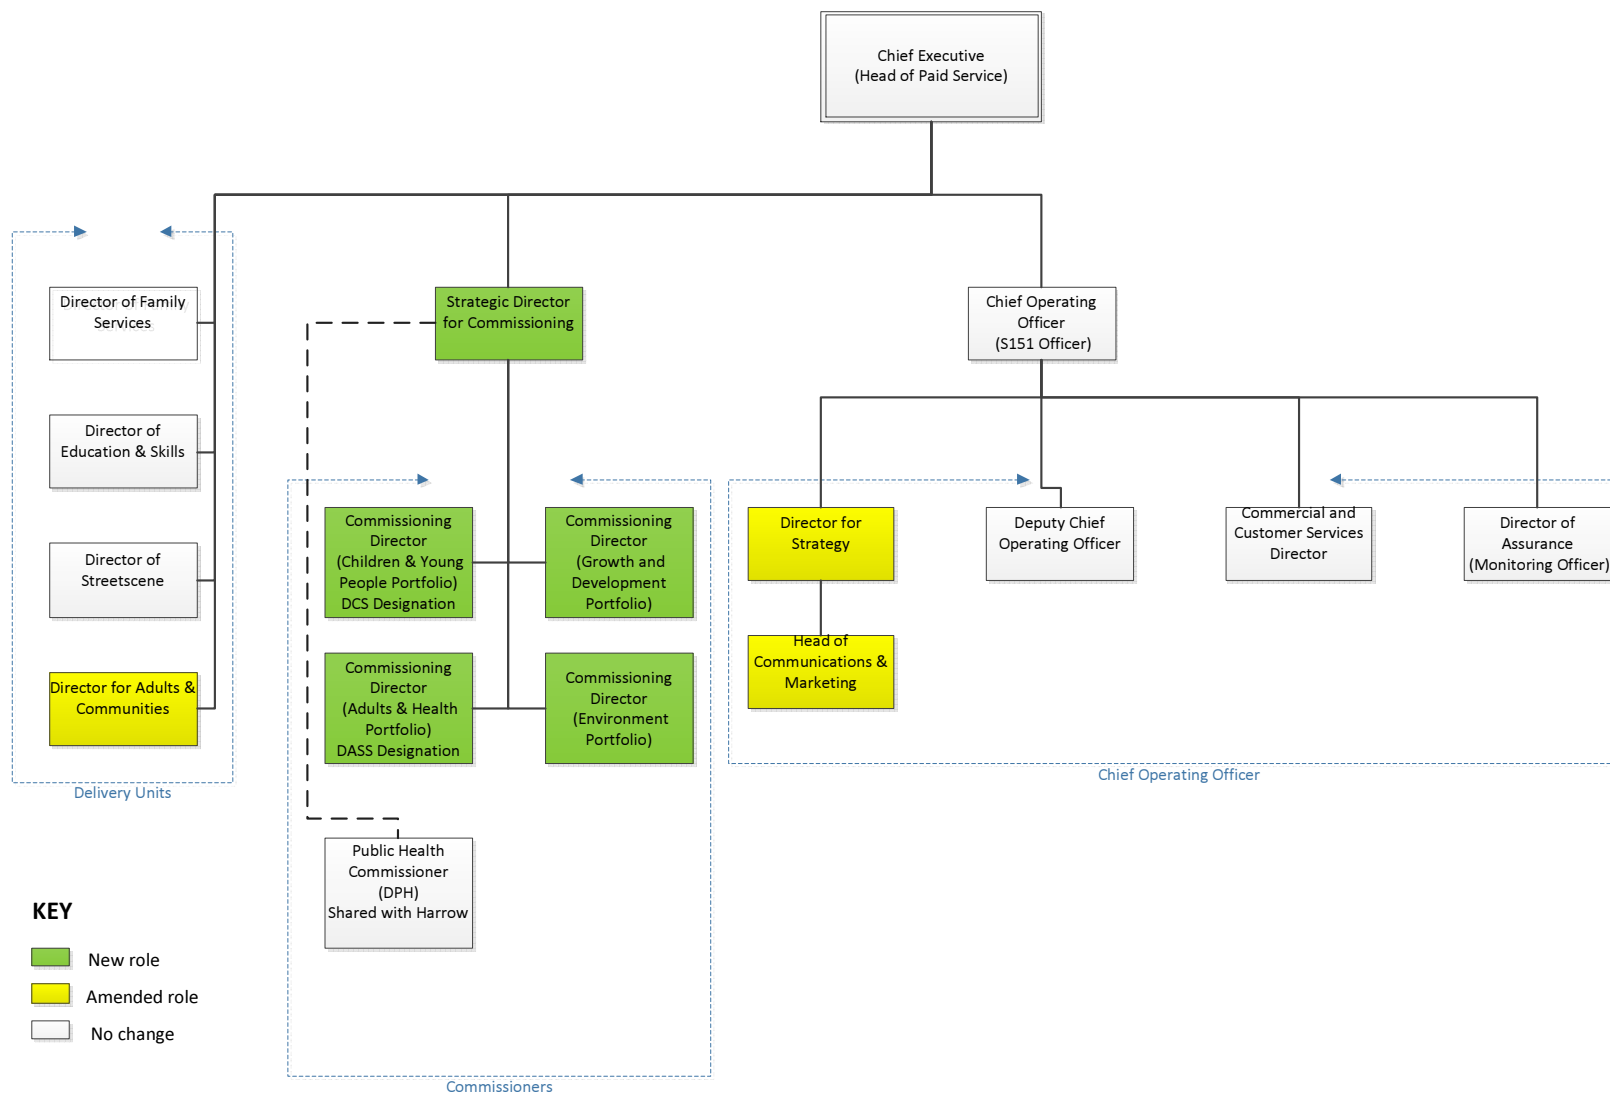 Chief Executive
(Head of Paid Service)
Director of Family
Services
Strategic Director
for Commissioning
Chief Operating
Officer
(S151 Officer)
Director of
Education & Skills
Director of
Streetscene
Director for Adults &
Communities
Delivery Units
Commissioning
Director
(Children & Young
People Portfolio)
DCS Designation
Commissioning
Director
(Growth and
Development
Portfolio)
Commissioning
Director
(Adults & Health
Portfolio)
DASS Designation
Commissioning
Director
(Environment
Portfolio)
Public Health
Commissioner
(DPH)
Shared with Harrow
Commissioners
Director for
Strategy
Deputy Chief
Operating Officer
Commercial and
Customer Services
Director
Director of
Assurance
(Monitoring Officer)
Head of
Communications &
Marketing
Chief Operating Officer
KEY
New role
Amended role
No change